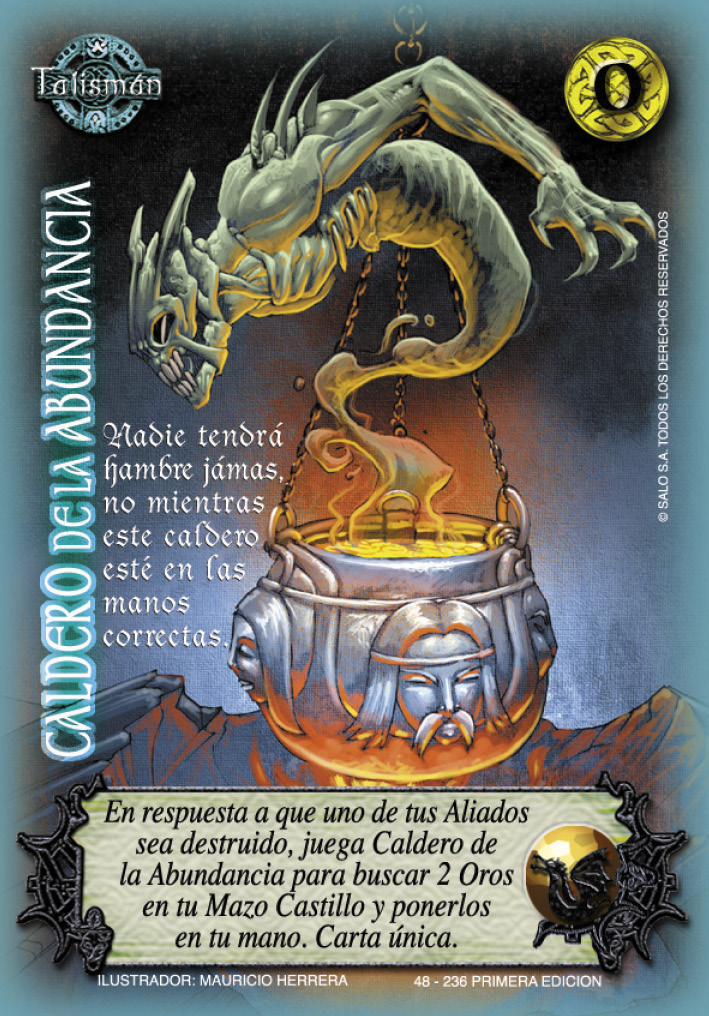 Talismán
0
CALDERO DE LA ABUNDANCIA
© SALO S.A. TODOS LOS DERECHOS RESERVADOS
Nadie tendrá
hambre jámas,
no mientras
este caldero
esté en las
manos
correctas.
En respuesta a que uno de tus Aliados
sea destruido, juega Caldero de
la Abundancia para buscar 2 Oros
en tu Mazo Castillo y ponerlos
en tu mano. Carta única.
ILUSTRADOR: MAURICIO HERRERA
48 - 236 PRIMERA EDICION